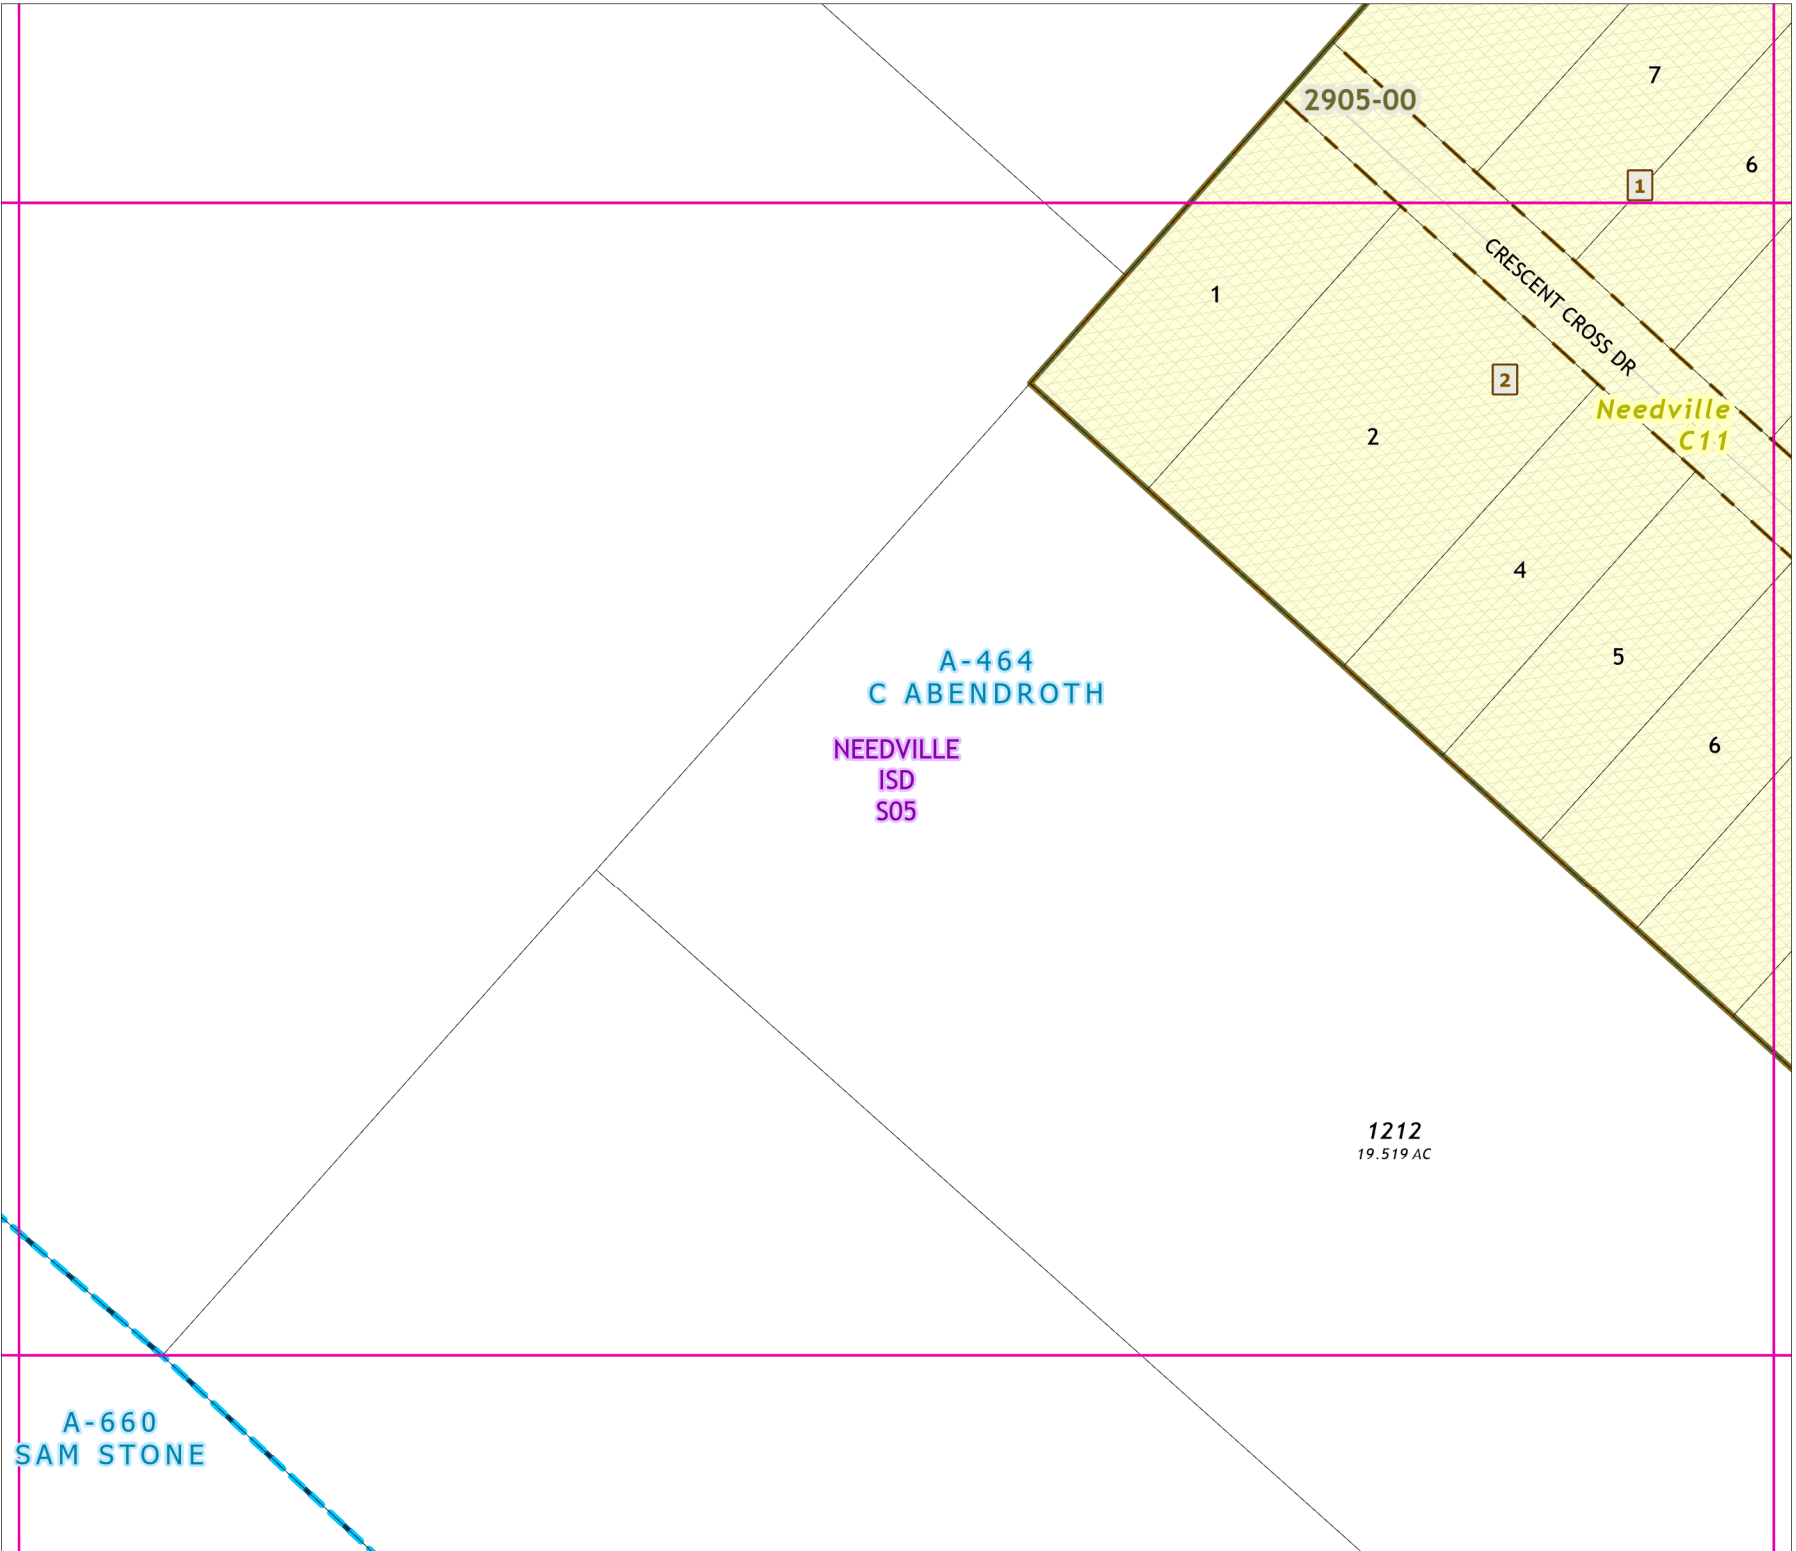 7
2905-00
6
1
CRESCENT CROSS DR
1
2
Needville
C11
2
4
5
A-464
C ABENDROTH
6
NEEDVILLE
ISD
S05
1212
19.519 AC
A-660
SAM STONE